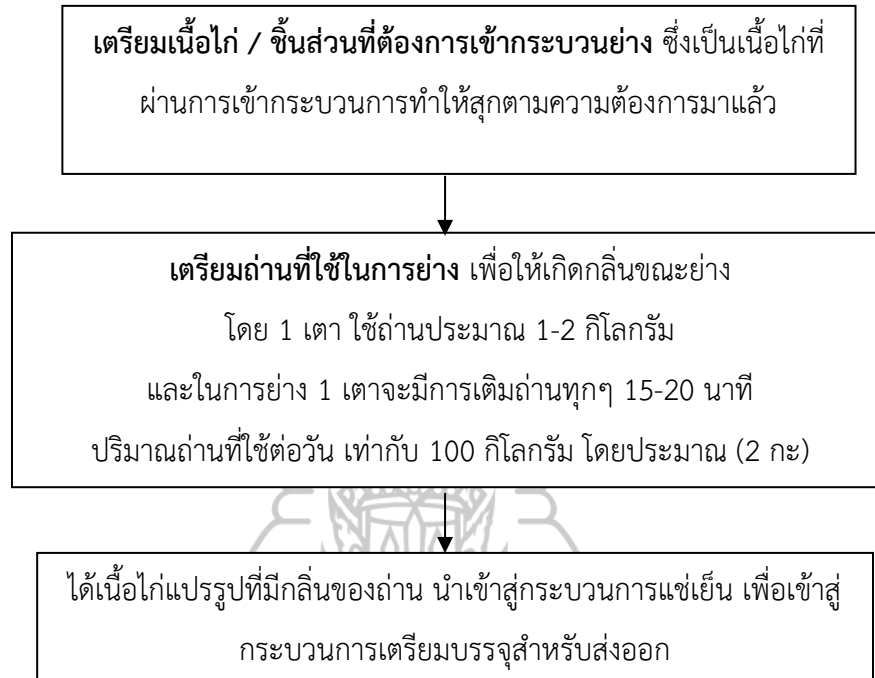 เตรียมเนื้อไก่ / ชิ้นส่วนที่ต้องการเข้ากระบวนย่าง ซึ่งเป็นเนื้อไก่ที่
ผ่านการเข้ากระบวนการทำให้สุกตามความต้องการมาแล้ว
เตรียมถ่านที่ใช้ในการย่าง เพื่อให้เกิดกลิ่นขณะย่าง
โดย 1 เตา ใช้ถ่านประมาณ 1-2 กิโลกรัม
และในการย่าง 1 เตาจะมีการเติมถ่านทุกๆ 15-20 นาที
ปริมาณถ่านที่ใช้ต่อวัน เท่ากับ 100 กิโลกรัม โดยประมาณ (2 กะ)
ได้เนื้อไก่แปรรูปที่มีกลิ่นของถ่าน นำเข้าสู่กระบวนการแช่เย็น เพื่อเข้าสู่
กระบวนการเตรียมบรรจุสำหรับส่งออก